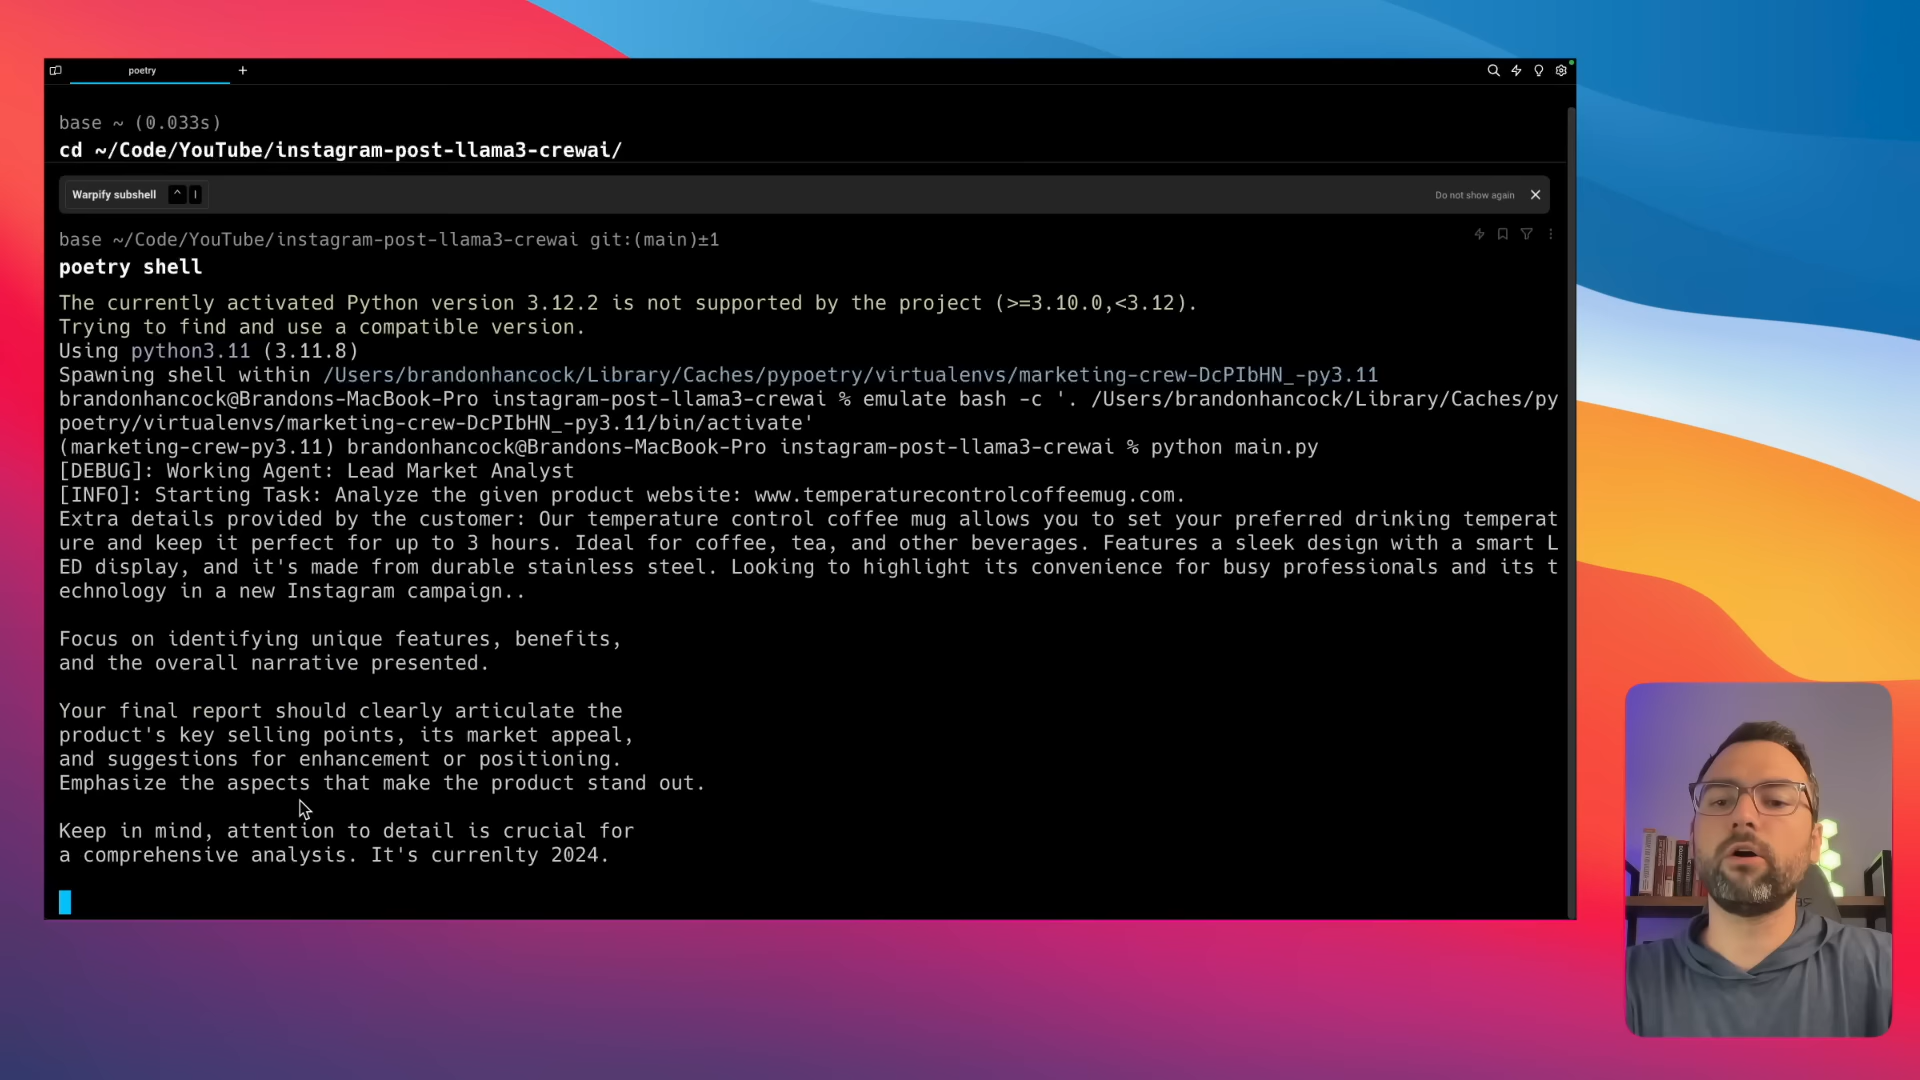 poetry
+
base ~ (0.033s)
cd ~/Code/YouTube/instagram-post-llama3-crewai/
Warpify subshell ^ I
Do not show again
base ~/Code/YouTube/instagram-post-llama3-crewai git:(main)±1
poetry shell
The currently activated Python version 3.12.2 is not supported by the project (>=3.10.0,<3.12).
Trying to find and use a compatible version.
Using python3.11 (3.11.8)
Spawning shell within /Users/brandonhancock/Library/Caches/pypoetry/virtualenvs/marketing-crew-DcPIbHN_-py3.11
brandonhancock@Brandons-MacBook-Pro instagram-post-llama3-crewai % emulate bash -c '. /Users/brandonhancock/Library/Caches/py
poetry/virtualenvs/marketing-crew-DcPIbHN_-py3.11/bin/activate'
(marketing-crew-py3.11) brandonhancock@Brandons-MacBook-Pro instagram-post-llama3-crewai % python main.py
[DEBUG]: Working Agent: Lead Market Analyst
[INFO]: Starting Task: Analyze the given product website: www.temperaturecontrolcoffeemug.com.
Extra details provided by the customer: Our temperature control coffee mug allows you to set your preferred drinking temperat
ure and keep it perfect for up to 3 hours. Ideal for coffee, tea, and other beverages. Features a sleek design with a smart L
ED display, and it's made from durable stainless steel. Looking to highlight its convenience for busy professionals and its t
echnology in a new Instagram campaign..
Focus on identifying unique features, benefits,
and the overall narrative presented.
Your final report should clearly articulate the
product's key selling points, its market appeal,
and suggestions for enhancement or positioning.
Emphasize the aspects that make the product stand out.
Keep in mind, attention to detail is crucial for
a comprehensive analysis. It's currenlty 2024.